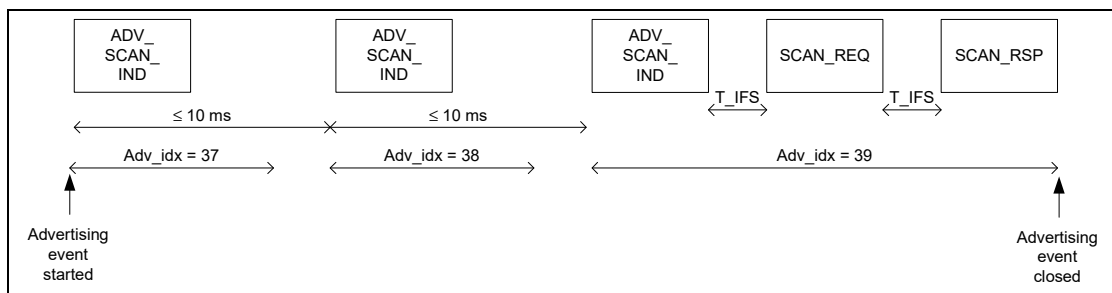 ADV_
SCAN_
IND
ADV_
SCAN_
IND
ADV_
SCAN_
IND
SCAN_REQ
SCAN_RSP
T_IFS
T_IFS
≤ 10 ms
≤ 10 ms
Adv_idx = 37
Adv_idx = 38
Adv_idx = 39
Advertising
event
started
Advertising
event
closed